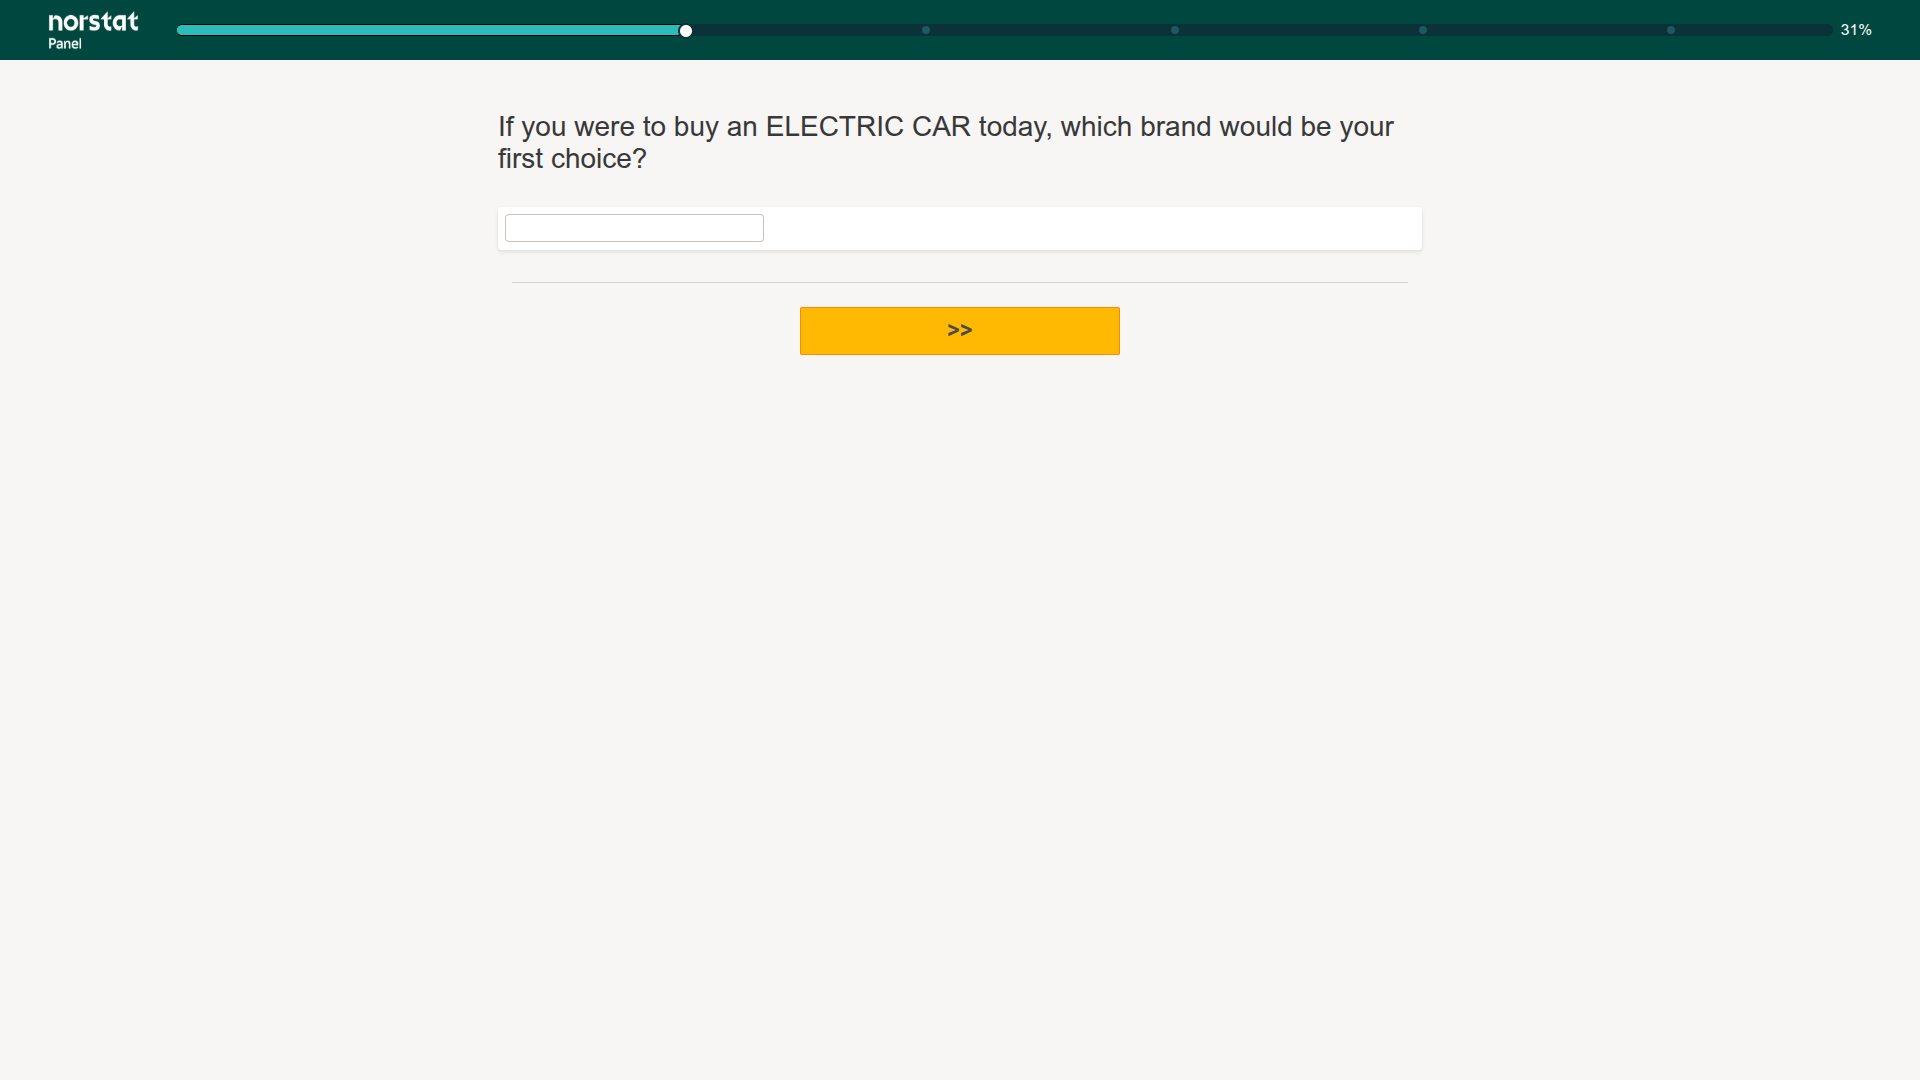 norstat
Panel
31%
If you were to buy an ELECTRIC CAR today, which brand would be your
first choice?
>>